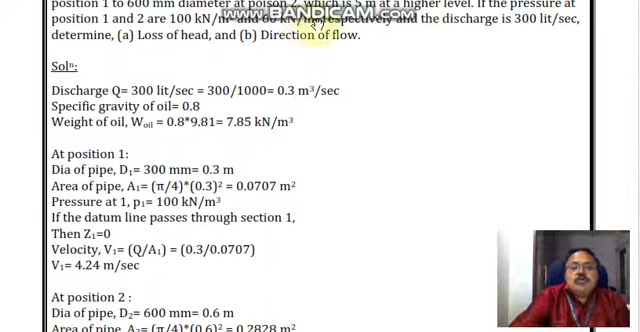 position 1 to 600 mm diameter at poison 2, which is 5 m at a higher level. If the pressure at
position 1 and 2 are 100 kN/m² and 60 kN/m² respectively and the discharge is 300 lit/sec,
www.BANDICAM.com
determine, (a) Loss of head, and (b) Direction of flow.
Solⁿ:
Discharge Q= 300 lit/sec = 300/1000= 0.3 m³/sec
Specific gravity of oil= 0.8
Weight of oil, Wₒᵢₗ = 0.8*9.81= 7.85 kN/m³
At position 1:
Dia of pipe, D₁= 300 mm= 0.3 m
Area of pipe, A₁= (π/4)*(0.3)² = 0.0707 m²
Pressure at 1, p₁= 100 kN/m³
If the datum line passes through section 1,
Then Z₁=0
Velocity, V₁= (Q/A₁) = (0.3/0.0707)
V₁= 4.24 m/sec
At position 2 :
Dia of pipe, D₂= 600 mm= 0.6 m
Area of pipe, A₂= (π/4)*(0.6)² = 0.2828 m²